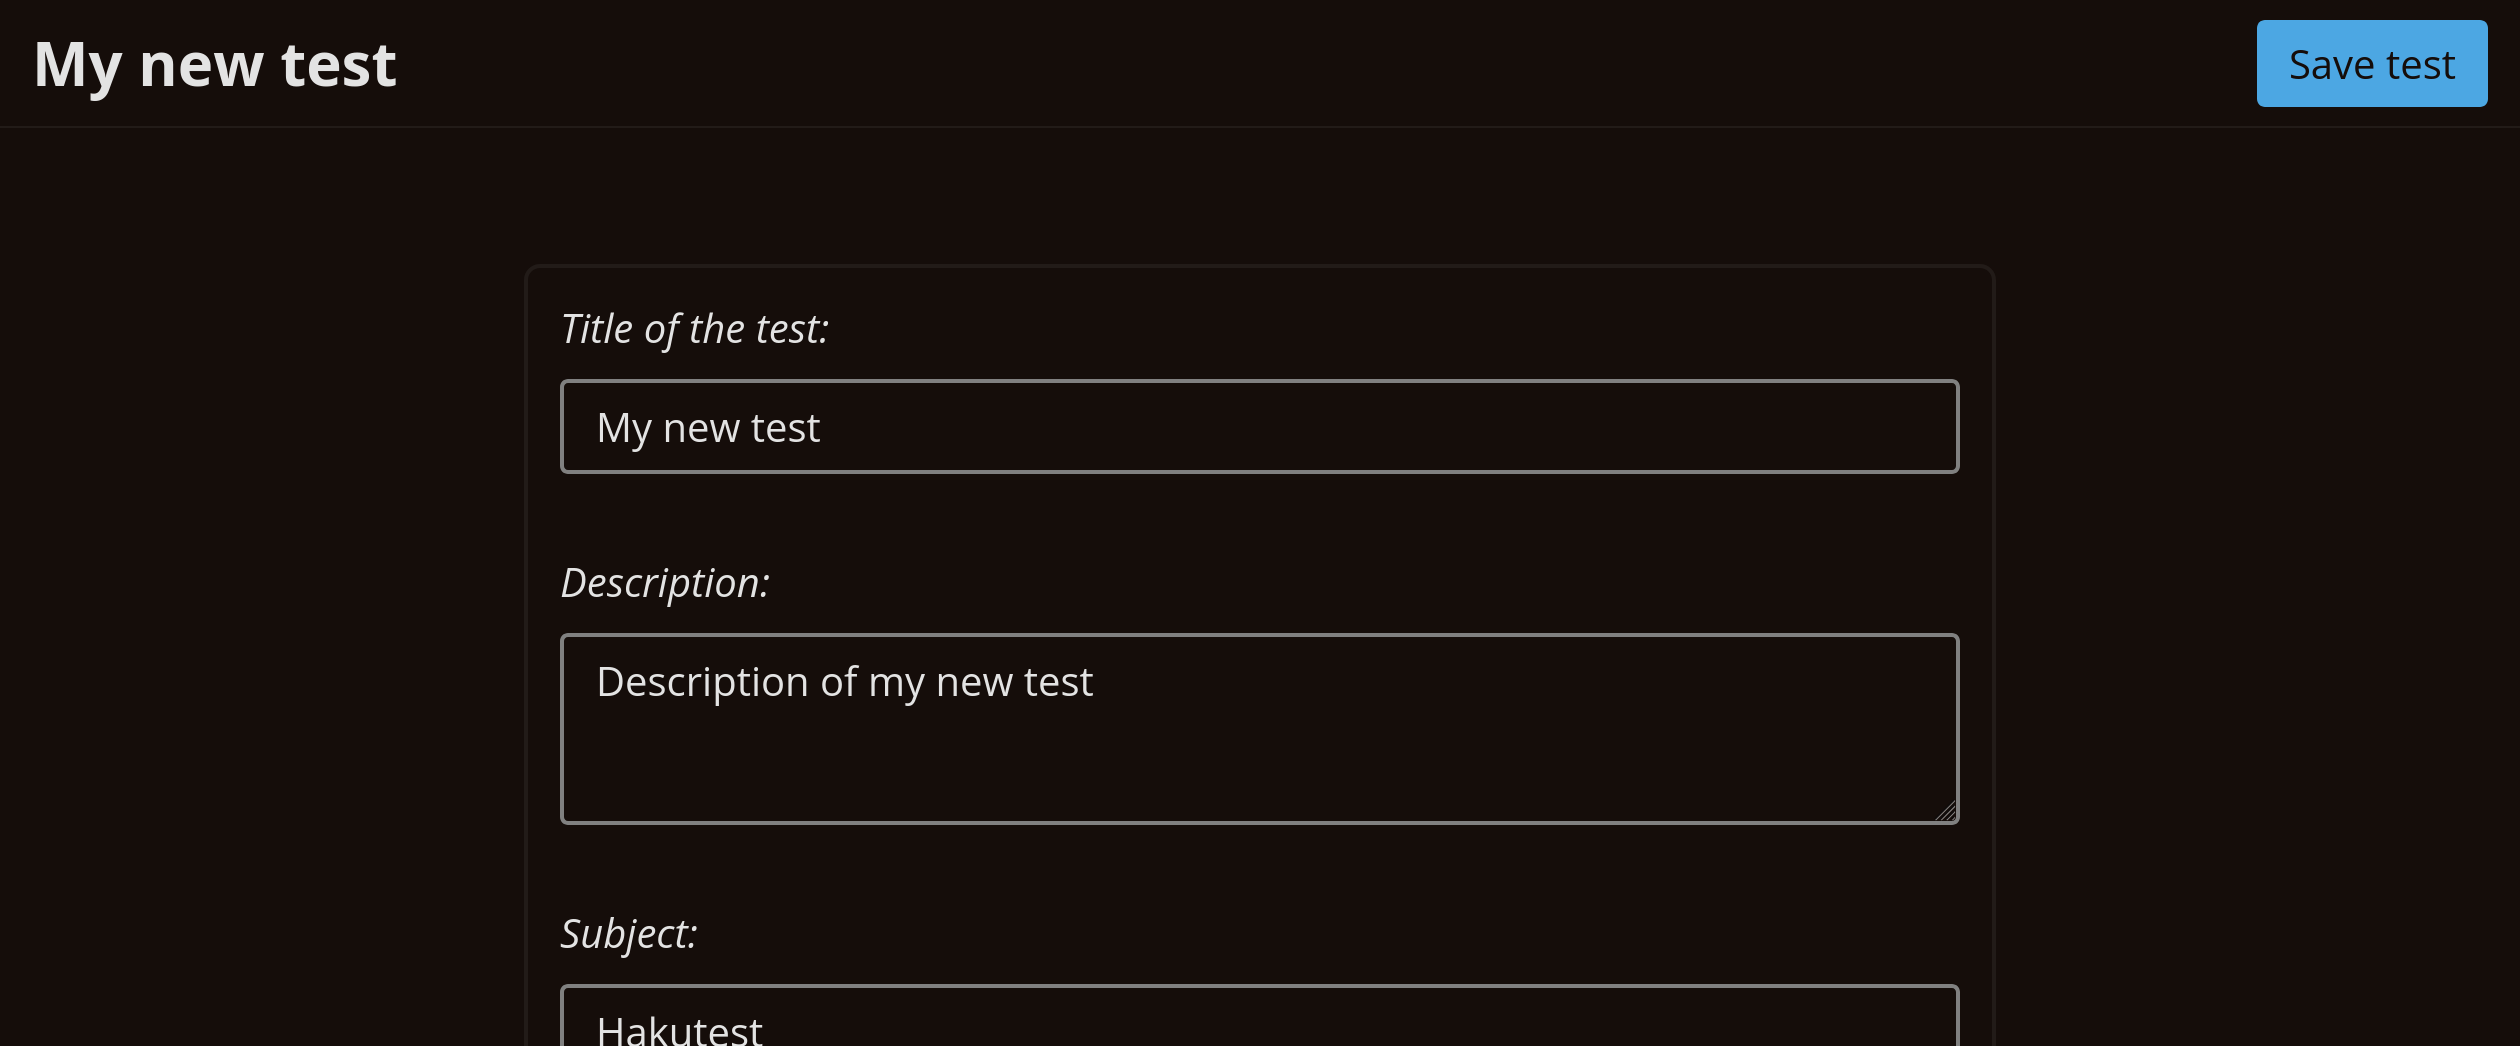 My new test
Save test
Title of the test:
My new test
Description:
Description of my new test
Subject:
Hakutest